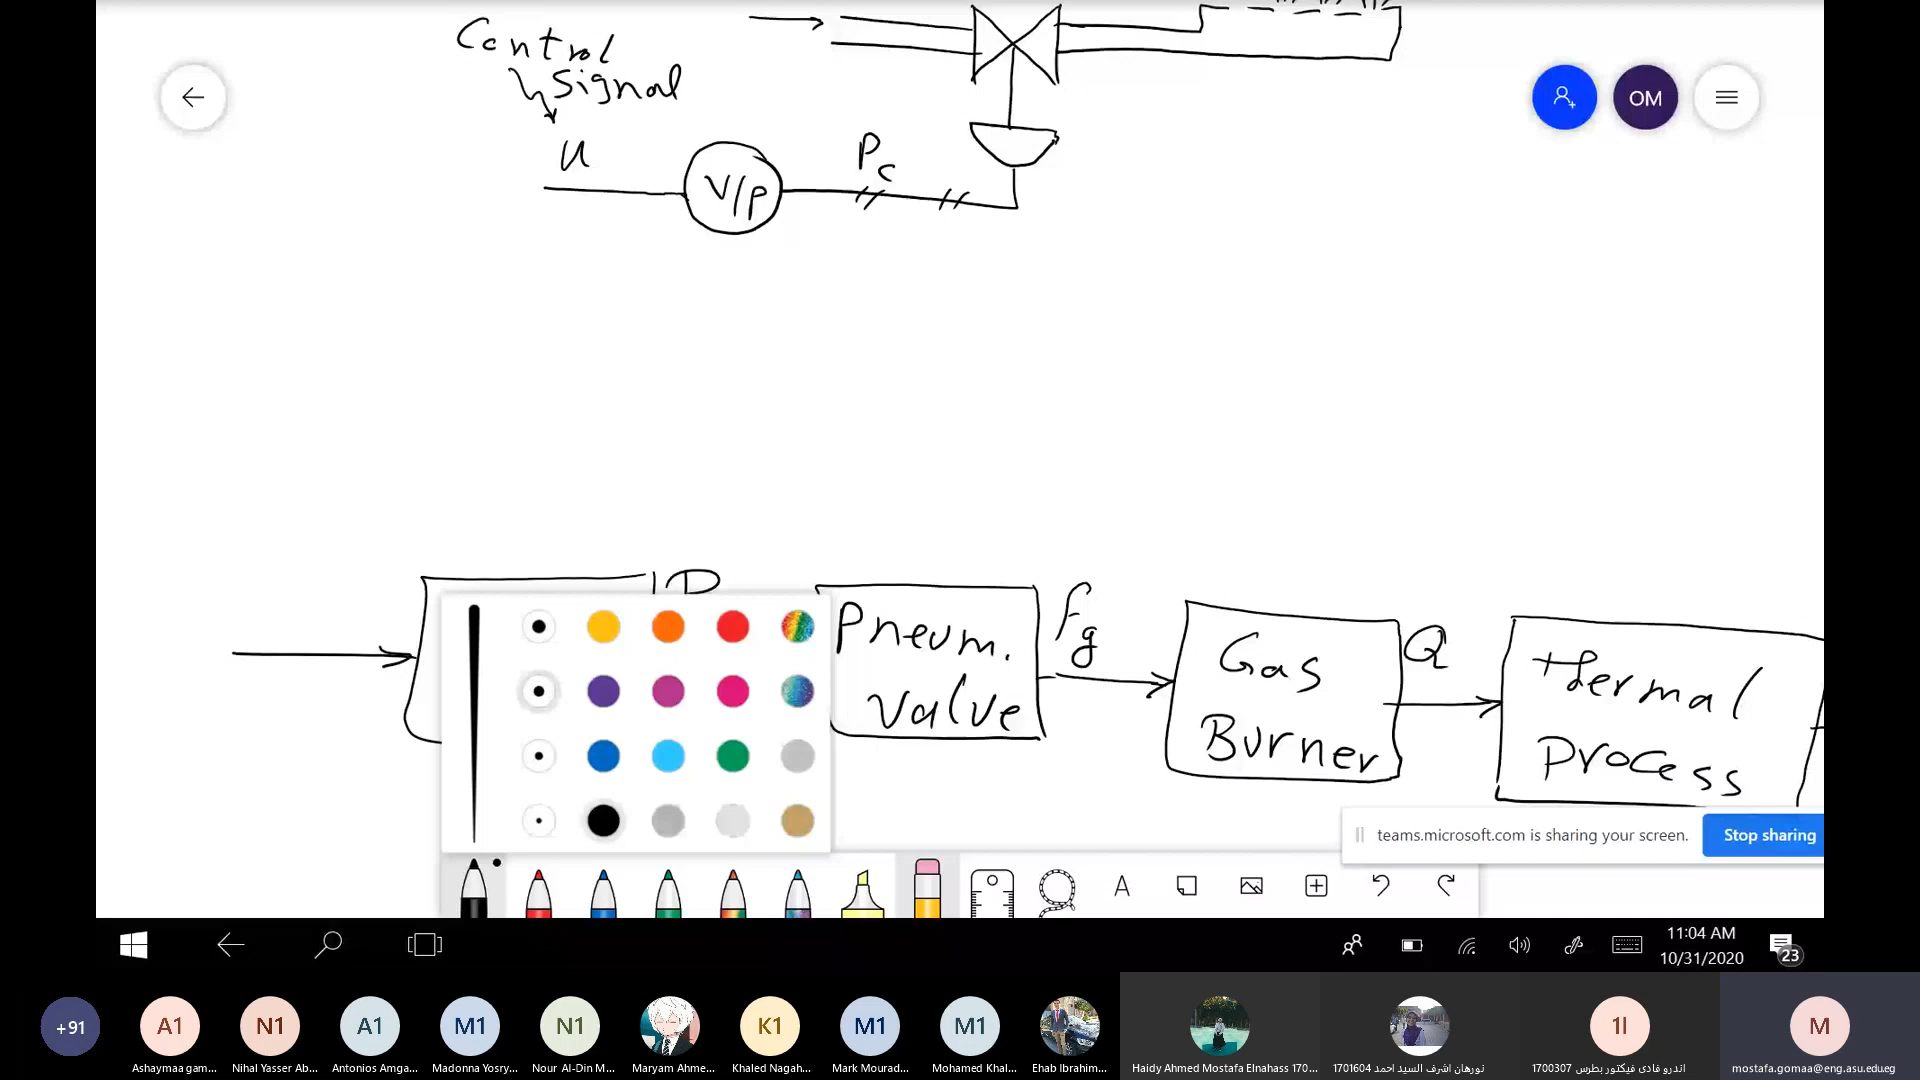 Control
Signal
u
V/P
Pc
OM
P
Pneum.
Valve
Fg
Gas
Burner
Q
thermal
Process
teams.microsoft.com is sharing your screen.
Stop sharing
A
11:04 AM
10/31/2020
23
+91
A1
N1
A1
M1
N1
K1
M1
M1
1ا
M
Ashaymaa gam...
Nihal Yasser Ab...
Antonios Amga...
Madonna Yosry...
Nour Al-Din M...
Maryam Ahme...
Khaled Nagah...
Mark Mourad...
Mohamed Khal...
Ehab Ibrahim...
Haidy Ahmed Mostafa Elnahass 170...
نورهان اشرف السيد احمد 1701604
اندرو فادى فيكتور بطرس 1700307
mostafa.gomaa@eng.asu.edu.eg